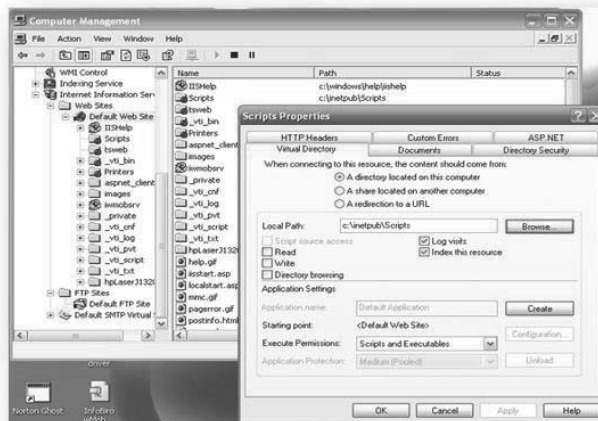 Computer Management
File Action View Window Help
WMI Control
Indexing Service
Internet Information Serv
Web Sites
Default Web Site
IISHelp
Scripts
tsweb
_vti_bin
Printers
aspnet_client
images
iwmobsrv
_private
_vti_cnf
_vti_log
_vti_pvt
_vti_script
_vti_txt
hpLaserJ1320
FTP Sites
Default FTP Site
Default SMTP Virtual
Name Path Status
IISHelp c:\windows\help\iishelp
Scripts c:\inetpub\Scripts
tsweb
_vti_bin
Printers
aspnet_client
images
iwmobsrv
_private
_vti_cnf
_vti_log
_vti_pvt
_vti_script
_vti_txt
hpLaserJ1320
help.gif
iisstart.asp
localstart.asp
mmc.gif
pagerror.gif
postinfo.html
Scripts Properties
HTTP Headers Custom Errors ASP.NET
Virtual Directory Documents Directory Security
When connecting to this resource, the content should come from:
A directory located on this computer
A share located on another computer
A redirection to a URL
Local Path: c:\inetpub\Scripts Browse...
Script source access Log visits
Read Index this resource
Write
Directory browsing
Application Settings
Application name: Default Application Create
Starting point: <Default Web Site>
Configuration...
Execute Permissions: Scripts and Executables
Application Protection: Medium (Pooled) Unload
OK Cancel Apply Help
driver
Norton Ghost InfoBiro